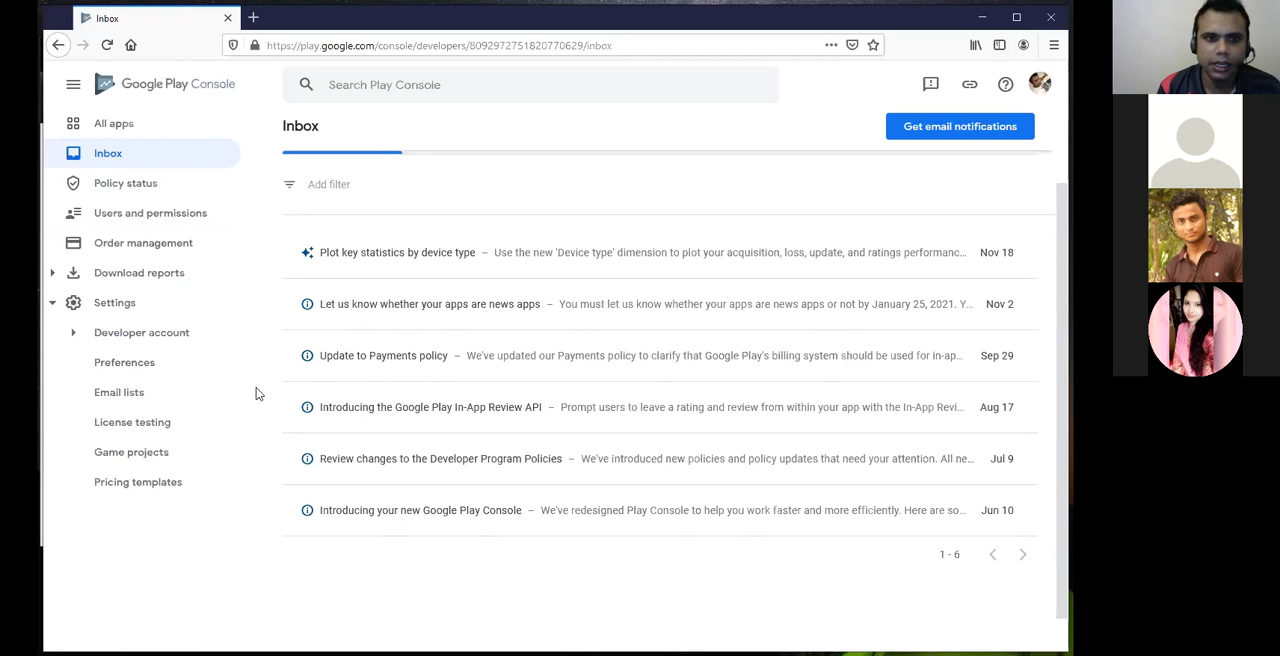 Inbox
https://play.google.com/console/developers/8092972751820770629/inbox
Google Play Console
Search Play Console
All apps
Inbox
Policy status
Users and permissions
Order management
Download reports
Settings
Developer account
Preferences
Email lists
License testing
Game projects
Pricing templates
Inbox
Get email notifications
Add filter
Plot key statistics by device type – Use the new 'Device type' dimension to plot your acquisition, loss, update, and ratings performanc... Nov 18
Let us know whether your apps are news apps – You must let us know whether your apps are news apps or not by January 25, 2021. Y... Nov 2
Update to Payments policy – We've updated our Payments policy to clarify that Google Play's billing system should be used for in-ap... Sep 29
Introducing the Google Play In-App Review API – Prompt users to leave a rating and review from within your app with the In-App Revi... Aug 17
Review changes to the Developer Program Policies – We've introduced new policies and policy updates that need your attention. All ne... Jul 9
Introducing your new Google Play Console – We've redesigned Play Console to help you work faster and more efficiently. Here are so... Jun 10
1 - 6